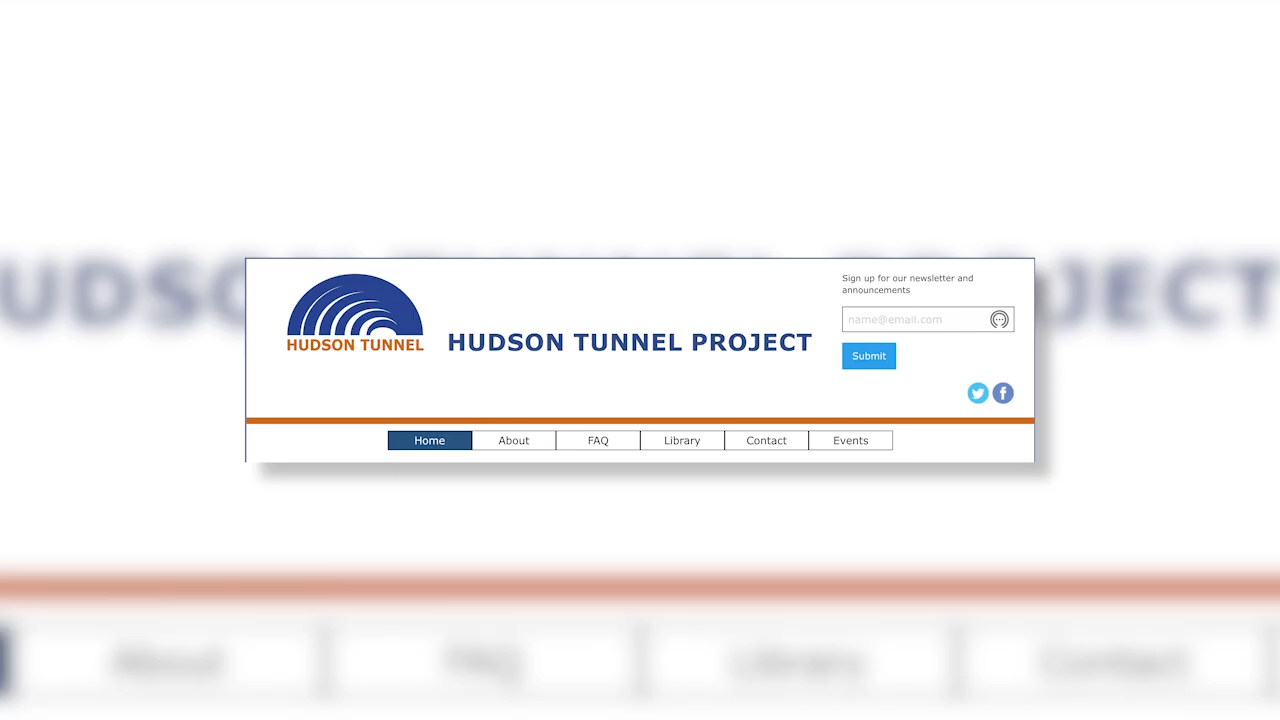 HUDSON TUNNEL
HUDSON TUNNEL PROJECT
Sign up for our newsletter and
announcements
name@email.com
Submit
Home About FAQ Library Contact Events